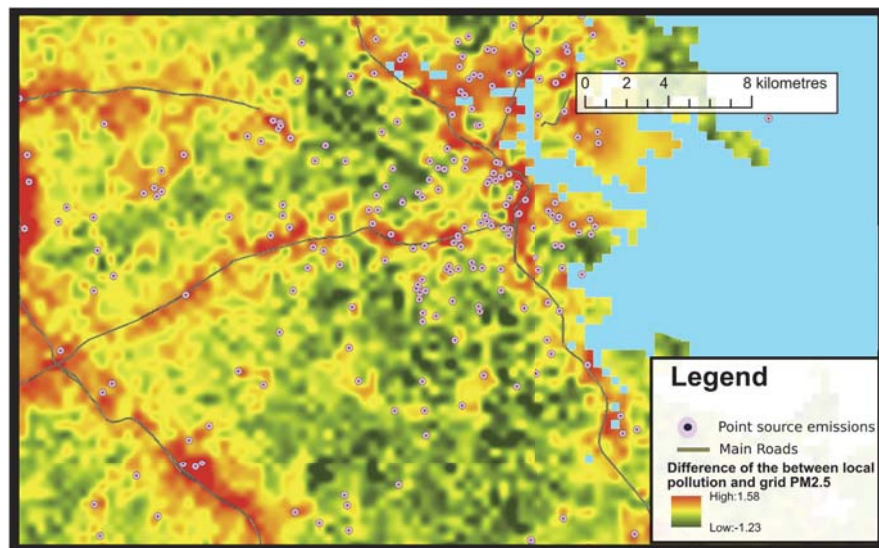 0 2 4 8 kilometres
Legend
Point source emissions
Main Roads
Difference of the between local
pollution and grid PM2.5
High:1.58
Low:-1.23